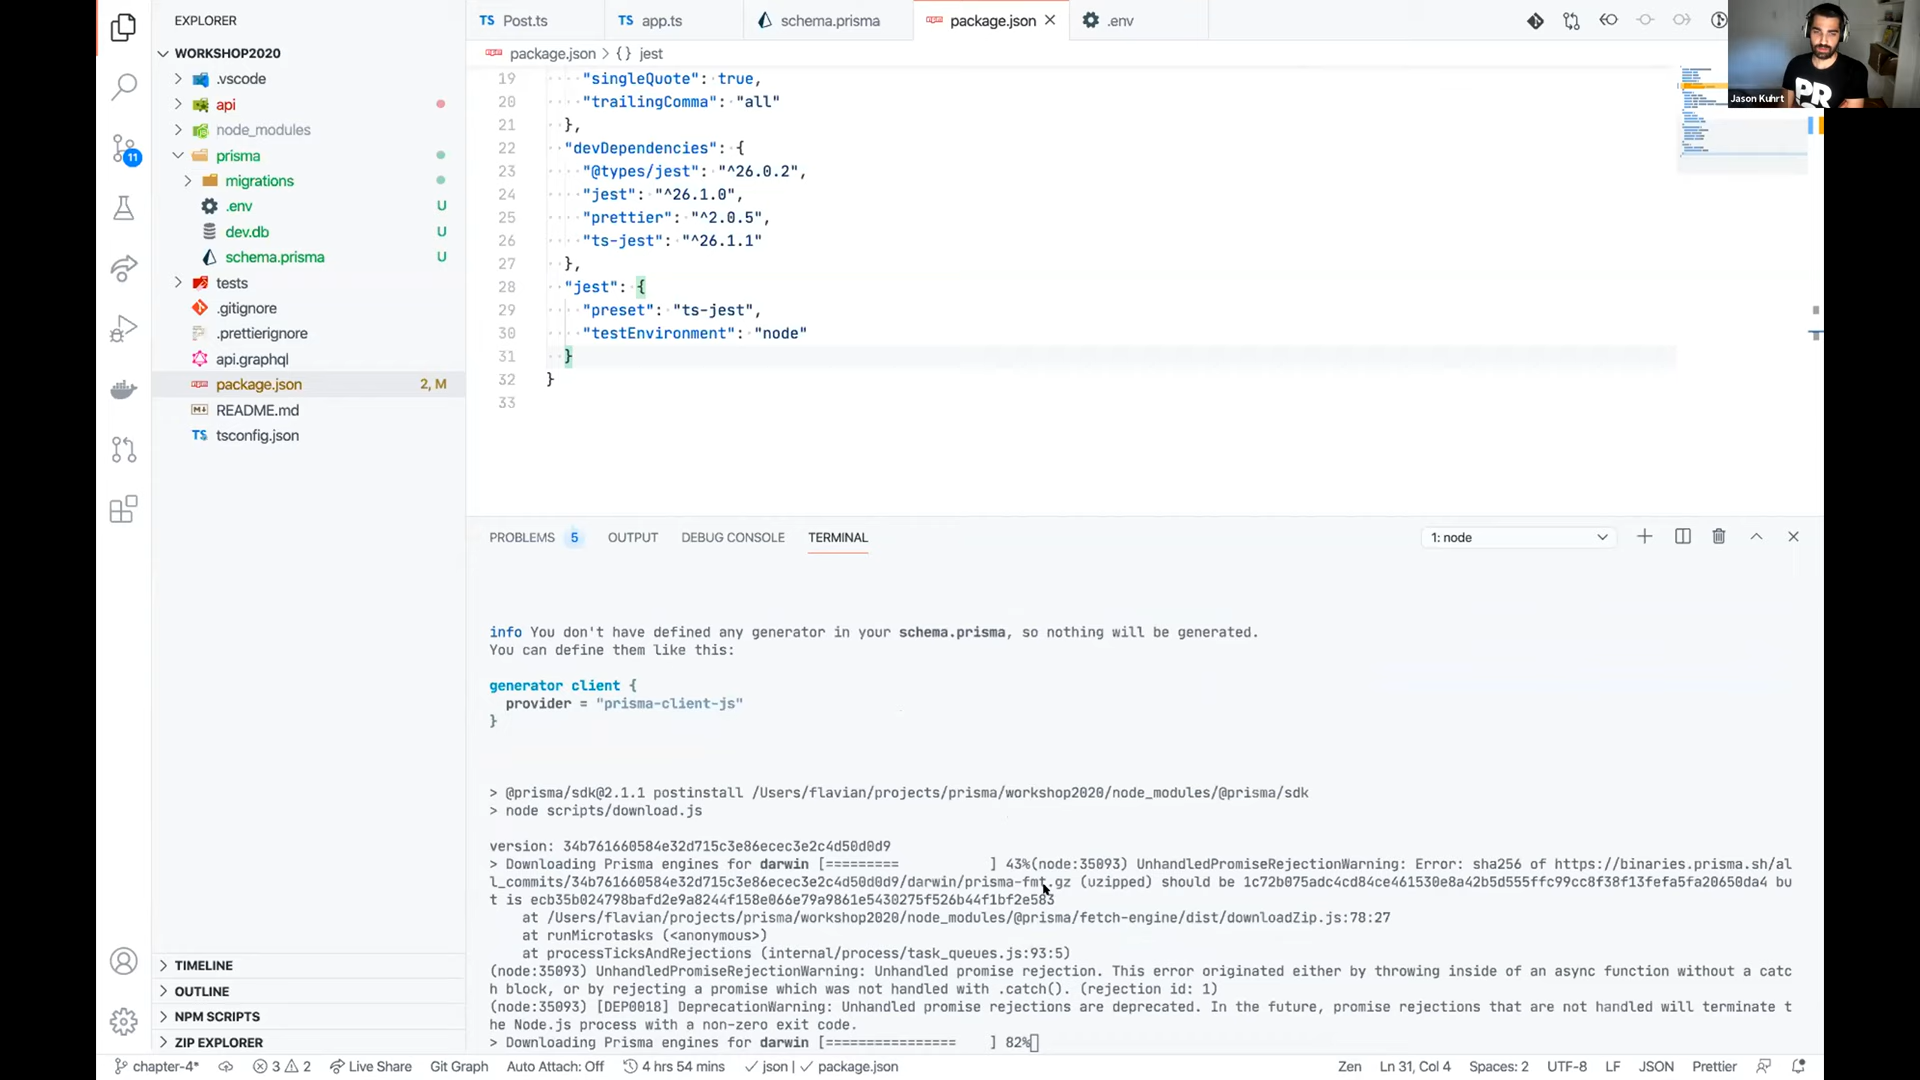 EXPLORER
WORKSHOP2020
.vscode
api
node_modules
prisma
migrations
.env U
dev.db U
schema.prisma U
tests
.gitignore
.prettierignore
api.graphql
package.json 2, M
README.md
tsconfig.json
TIMELINE
OUTLINE
NPM SCRIPTS
ZIP EXPLORER
11
TS Post.ts
TS app.ts
schema.prisma
package.json
.env
package.json > {} jest
19 "singleQuote": true,
20 "trailingComma": "all"
21 },
22 "devDependencies": {
23 "@types/jest": "^26.0.2",
24 "jest": "^26.1.0",
25 "prettier": "^2.0.5",
26 "ts-jest": "^26.1.1"
27 },
28 "jest": {
29 "preset": "ts-jest",
30 "testEnvironment": "node"
31 }
32 }
33
Jason Kuhrt
PROBLEMS 5 OUTPUT DEBUG CONSOLE TERMINAL 1: node
info You don't have defined any generator in your schema.prisma, so nothing will be generated.
You can define them like this:
generator client {
provider = "prisma-client-js"
}
> @prisma/sdk@2.1.1 postinstall /Users/flavian/projects/prisma/workshop2020/node_modules/@prisma/sdk
> node scripts/download.js
version: 34b761660584e32d715c3e86ecec3e2c4d50d0d9
> Downloading Prisma engines for darwin [========= ] 43%(node:35093) UnhandledPromiseRejectionWarning: Error: sha256 of https://binaries.prisma.sh/al
l_commits/34b761660584e32d715c3e86ecec3e2c4d50d0d9/darwin/prisma-fmt.gz (uzipped) should be 1c72b075adc4cd84ce461530e8a42b5d555ffc99cc8f38f13fefa5fa20650da4 bu
t is ecb35b024798bafd2e9a8244f158e066e79a9861e5430275f526b44f1bf2e583
at /Users/flavian/projects/prisma/workshop2020/node_modules/@prisma/fetch-engine/dist/downloadZip.js:78:27
at runMicrotasks (<anonymous>)
at processTicksAndRejections (internal/process/task_queues.js:93:5)
(node:35093) UnhandledPromiseRejectionWarning: Unhandled promise rejection. This error originated either by throwing inside of an async function without a catc
h block, or by rejecting a promise which was not handled with .catch(). (rejection id: 1)
(node:35093) [DEP0018] DeprecationWarning: Unhandled promise rejections are deprecated. In the future, promise rejections that are not handled will terminate t
he Node.js process with a non-zero exit code.
> Downloading Prisma engines for darwin [================ ] 82%
chapter-4* 3 2 Live Share Git Graph Auto Attach: Off 4 hrs 54 mins json | package.json Zen Ln 31, Col 4 Spaces: 2 UTF-8 LF JSON Prettier